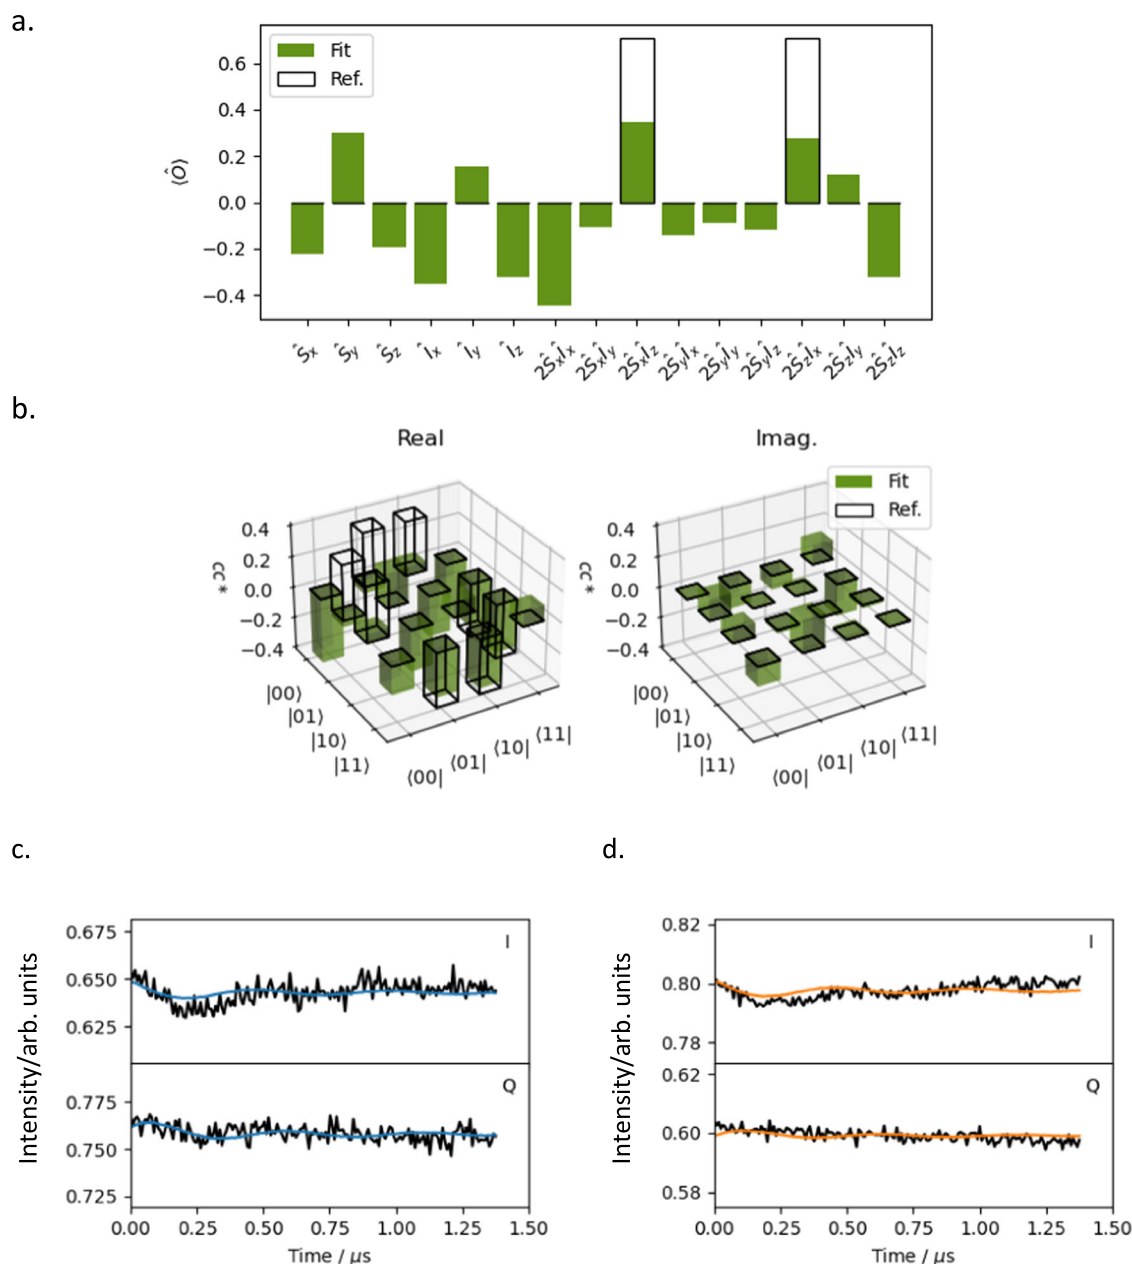 a.
Fit
Ref.
0.6
0.4
0.2
0.0
−0.2
−0.4
⟨Ô⟩
Ŝx Ŝy Ŝz Îx Îy Îz 2ŜxÎx 2ŜxÎy 2ŜxÎz 2ŜyÎx 2ŜyÎy 2ŜyÎz 2ŜzÎx 2ŜzÎy 2ŜzÎz
b.
Real Imag.
Fit
Ref.
0.4 0.4
0.2 0.2
0.0 0.0
−0.2 −0.2
−0.4 −0.4
|00⟩ |00⟩
|01⟩ |01⟩
|10⟩ |10⟩
|11⟩ |11⟩
⟨00| ⟨01| ⟨10| ⟨11| ⟨00| ⟨01| ⟨10| ⟨11|
c.
Intensity/arb. units
0.675
0.650
0.625
I
0.775
0.750
0.725
Q
0.00 0.25 0.50 0.75 1.00 1.25 1.50
Time / μs
d.
Intensity/arb. units
0.82
0.80
0.78
I
0.62
0.60
0.58
Q
0.00 0.25 0.50 0.75 1.00 1.25 1.50
Time / μs